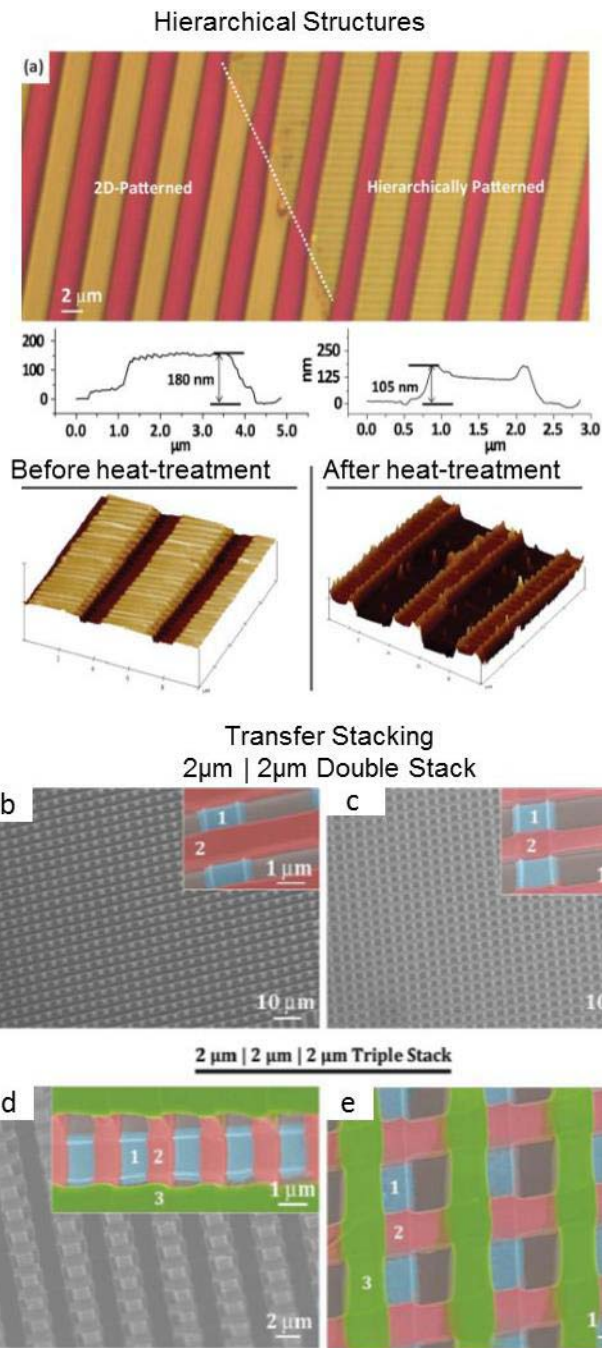 Hierarchical Structures
(a)
2D-Patterned
Hierarchically Patterned
2 μm
200
100
0
180 nm
0.0 1.0 2.0 3.0 4.0 5.0
μm
nm
250
125
0
105 nm
0.0 0.5 1.0 1.5 2.0 2.5 3.0
μm
Before heat-treatment
After heat-treatment
Transfer Stacking
2μm | 2μm Double Stack
b
1
2
1 μm
10 μm
c
1
2
1
10
2 μm | 2 μm | 2 μm Triple Stack
d
1 2
3
1 μm
2 μm
e
1
2
3
1